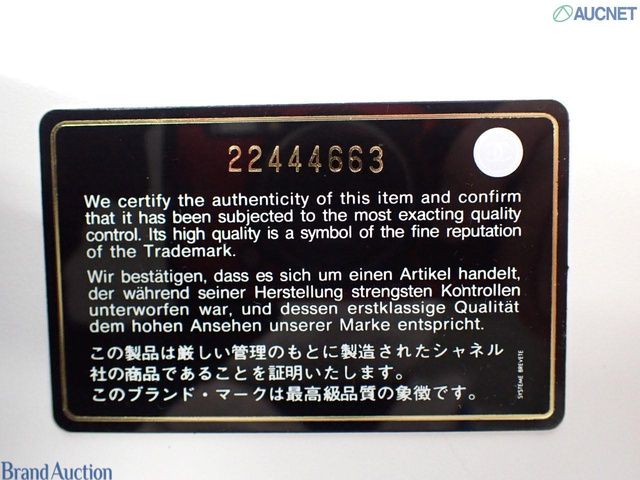 AUCNET
22444663
We certify the authenticity of this item and confirm
that it has been subjected to the most exacting quality
control. Its high quality is a symbol of the fine reputation
of the Trademark.
Wir bestätigen, dass es sich um einen Artikel handelt,
der während seiner Herstellung strengsten Kontrollen
unterworfen war, und dessen erstklassige Qualität
dem hohen Ansehen unserer Marke entspricht.
この製品は厳しい管理のもとに製造されたシャネル
社の商品であることを証明いたします。
このブランド・マークは最高級品質の象徴です。
SYSTEME BREVETE
Brand Auction